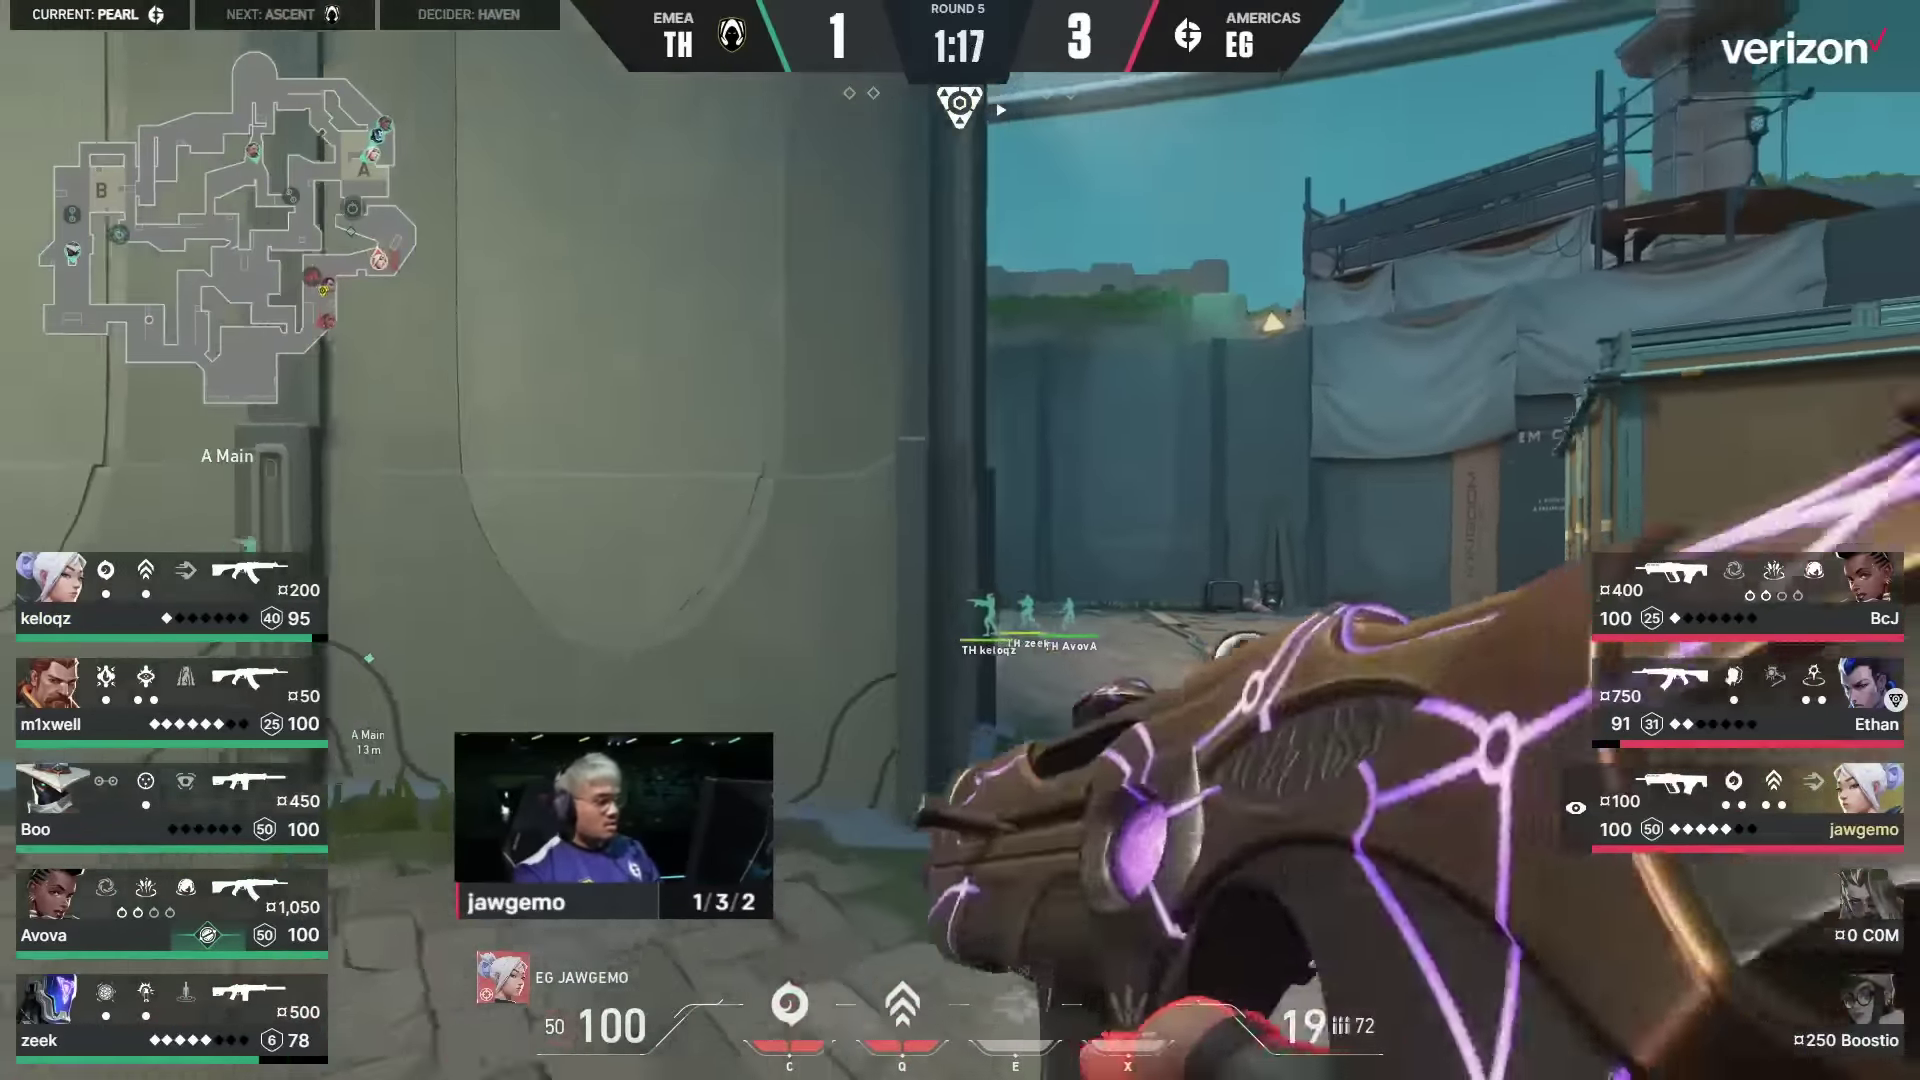 CURRENT: PEARL
NEXT: ASCENT
DECIDER: HAVEN
EMEA
TH
1
ROUND 5
1:17
3
AMERICAS
EG
verizon
B
A
A Main
¤200
keloqz
40 95
¤50
m1xwell
25 100
¤450
Boo
50 100
¤1,050
Avova
50 100
¤500
zeek
6 78
A Main
13 m
TH keloqz
TH zeek
TH AvovA
jawgemo
1/3/2
EG JAWGEMO
50 100
C
Q
E
X
19 72
¤400
100 25
BcJ
¤750
91 31
Ethan
¤100
100 50
jawgemo
¤0 C0M
¤250 Boostio